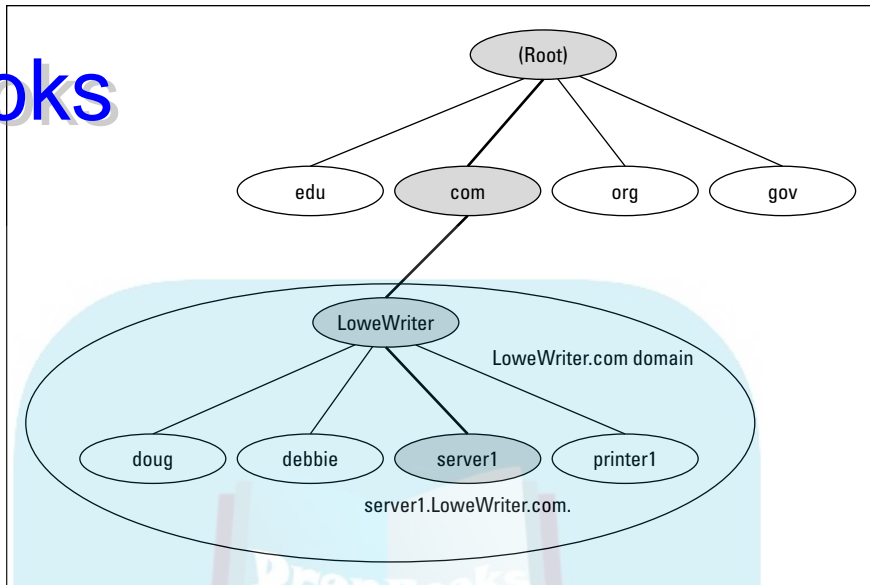 (Root)
oks
edu com org gov
LoweWriter
LoweWriter.com domain
doug debbie server1 printer1
server1.LoweWriter.com.